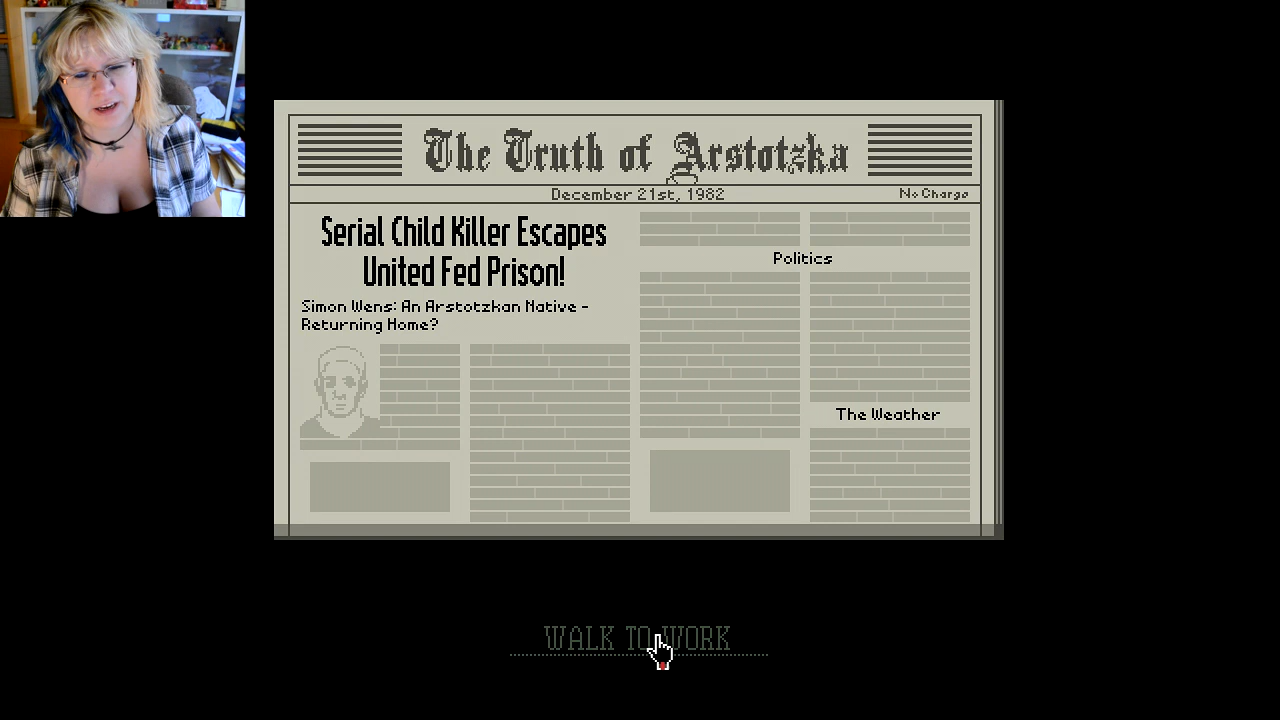 The Truth of Arstotzka
December 21st, 1982
No Charge
Serial Child Killer Escapes
United Fed Prison!
Simon Wens: An Arstotzkan Native -
Returning Home?
Politics
The Weather
WALK TO WORK